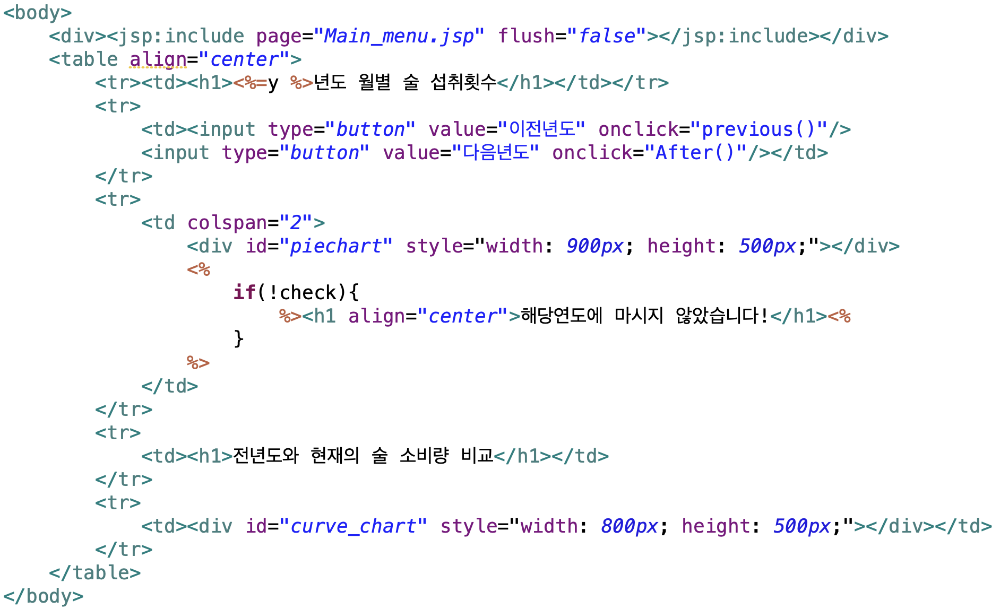 <body>
<div><jsp:include page="Main_menu.jsp" flush="false"></jsp:include></div>
<table align="center">
<tr><td><h1><%=y %>년도 월별 술 섭취횟수</h1></td></tr>
<tr>
<td><input type="button" value="이전년도" onclick="previous()"/>
<input type="button" value="다음년도" onclick="After()"/></td>
</tr>
<tr>
<td colspan="2">
<div id="piechart" style="width: 900px; height: 500px;"></div>
<%
if(!check){
%><h1 align="center">해당연도에 마시지 않았습니다!</h1><%
}
%>
</td>
</tr>
<tr>
<td><h1>전년도와 현재의 술 소비량 비교</h1></td>
</tr>
<tr>
<td><div id="curve_chart" style="width: 800px; height: 500px;"></div></td>
</tr>
</table>
</body>